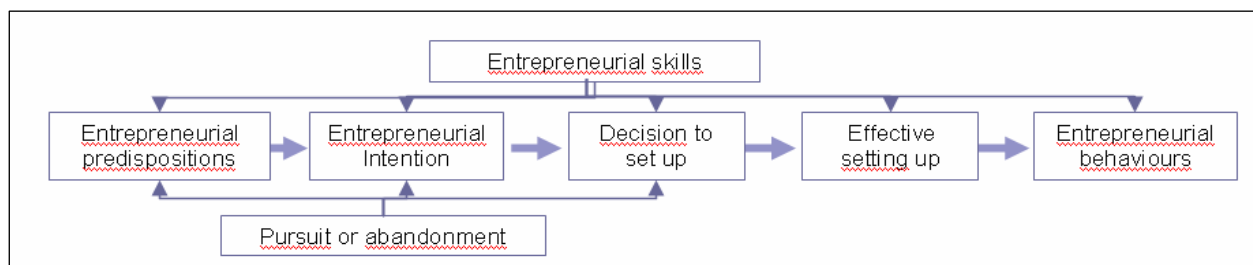 Entrepreneurial skills
Entrepreneurial
predispositions
Entrepreneurial
Intention
Decision to
set up
Effective
setting up
Entrepreneurial
behaviours
Pursuit or abandonment